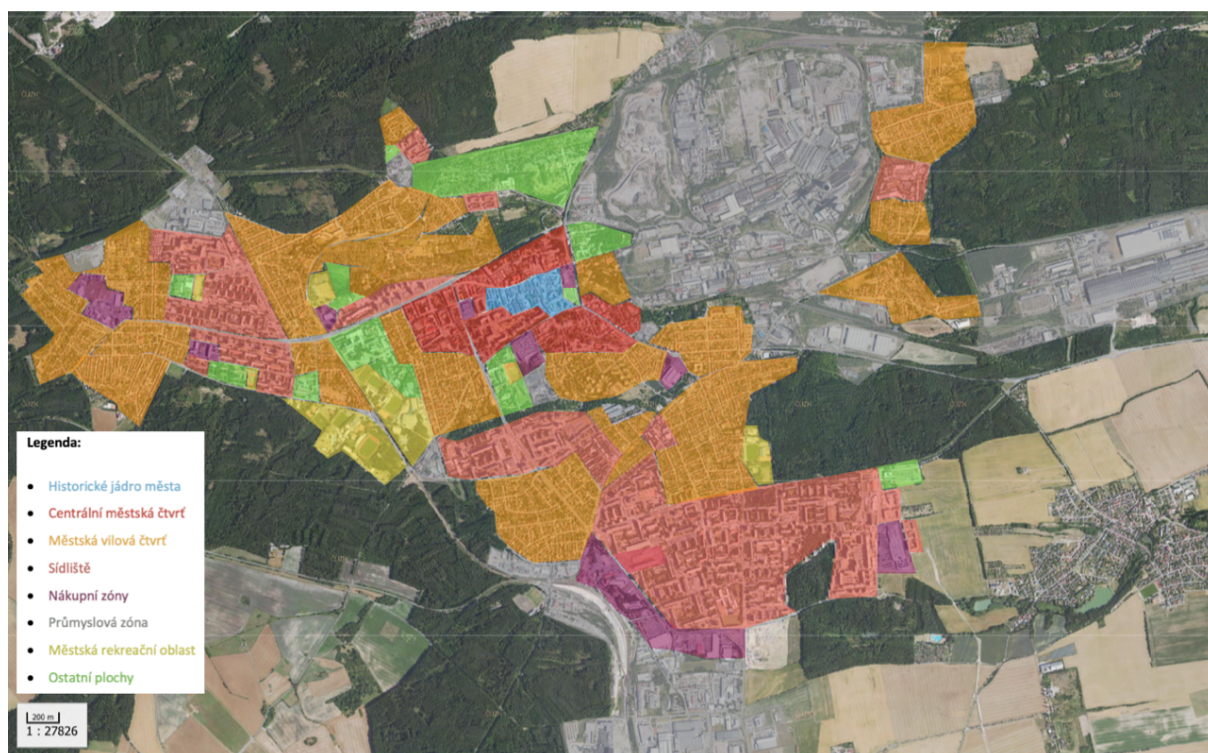 Legenda:
Historické jádro města
Centrální městská čtvrť
Městská vilová čtvrť
Sídliště
Nákupní zóny
Průmyslová zóna
Městská rekreační oblast
Ostatní plochy
200 m
1 : 27826